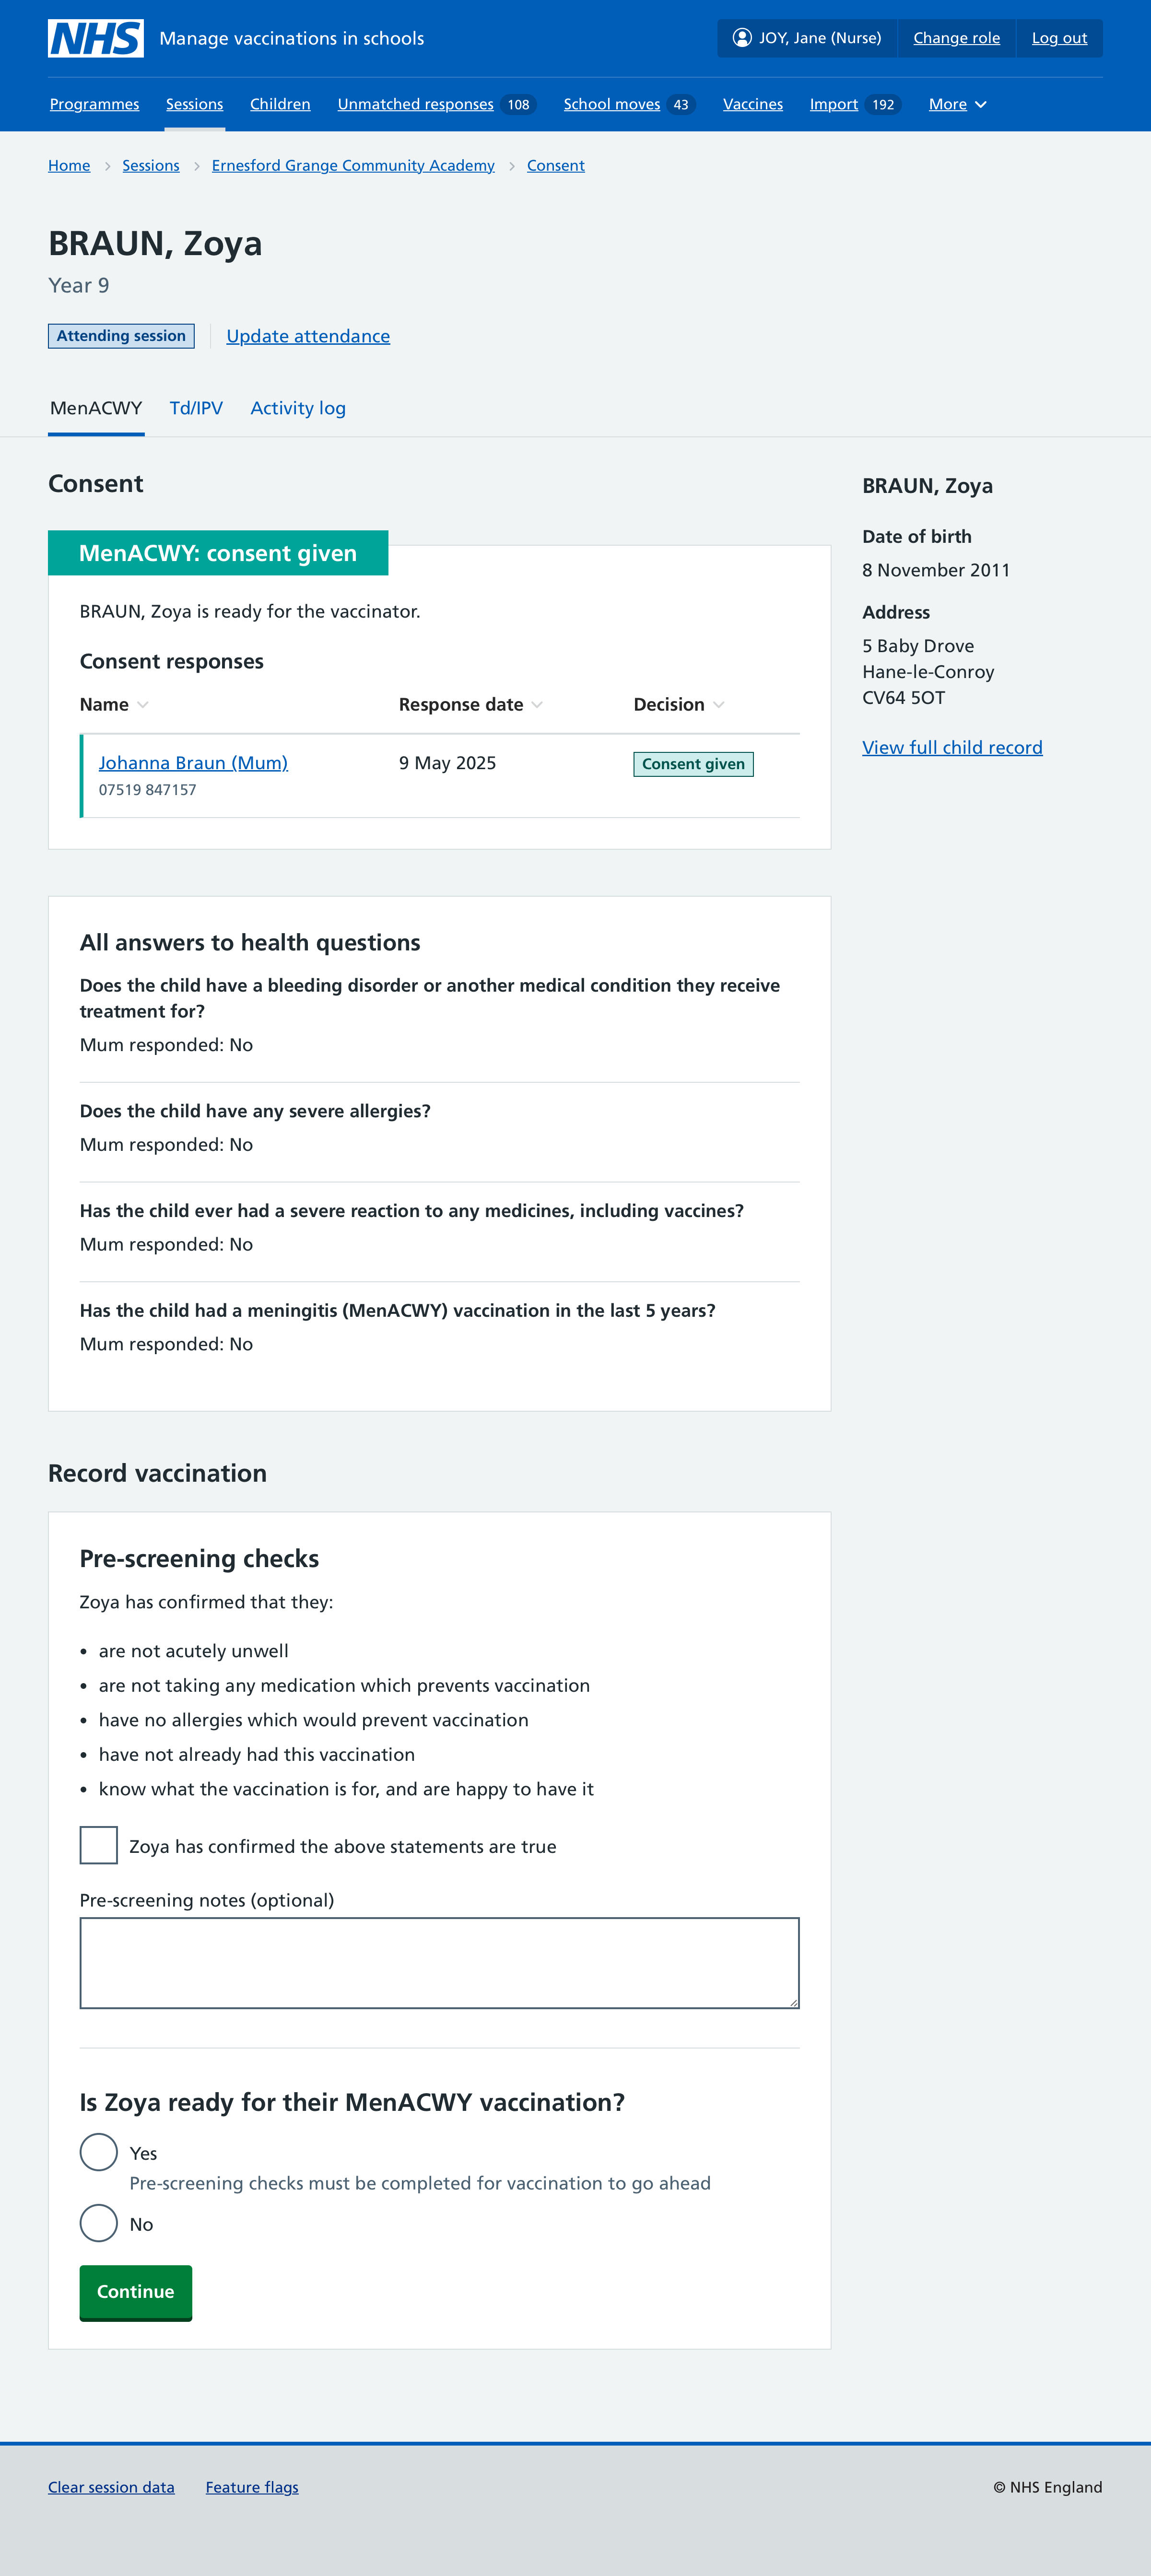 NHS Manage vaccinations in schools
JOY, Jane (Nurse) Change role Log out
Programmes Sessions Children Unmatched responses 108 School moves 43 Vaccines Import 192 More
Home Sessions Ernesford Grange Community Academy Consent
BRAUN, Zoya
Year 9
Attending session Update attendance
MenACWY Td/IPV Activity log
Consent
MenACWY: consent given
BRAUN, Zoya is ready for the vaccinator.
Consent responses
Name Response date Decision
Johanna Braun (Mum) 9 May 2025 Consent given
07519 847157
All answers to health questions
Does the child have a bleeding disorder or another medical condition they receive
treatment for?
Mum responded: No
Does the child have any severe allergies?
Mum responded: No
Has the child ever had a severe reaction to any medicines, including vaccines?
Mum responded: No
Has the child had a meningitis (MenACWY) vaccination in the last 5 years?
Mum responded: No
Record vaccination
Pre-screening checks
Zoya has confirmed that they:
• are not acutely unwell
• are not taking any medication which prevents vaccination
• have no allergies which would prevent vaccination
• have not already had this vaccination
• know what the vaccination is for, and are happy to have it
Zoya has confirmed the above statements are true
Pre-screening notes (optional)
Is Zoya ready for their MenACWY vaccination?
Yes
Pre-screening checks must be completed for vaccination to go ahead
No
Continue
BRAUN, Zoya
Date of birth
8 November 2011
Address
5 Baby Drove
Hane-le-Conroy
CV64 5OT
View full child record
Clear session data Feature flags © NHS England